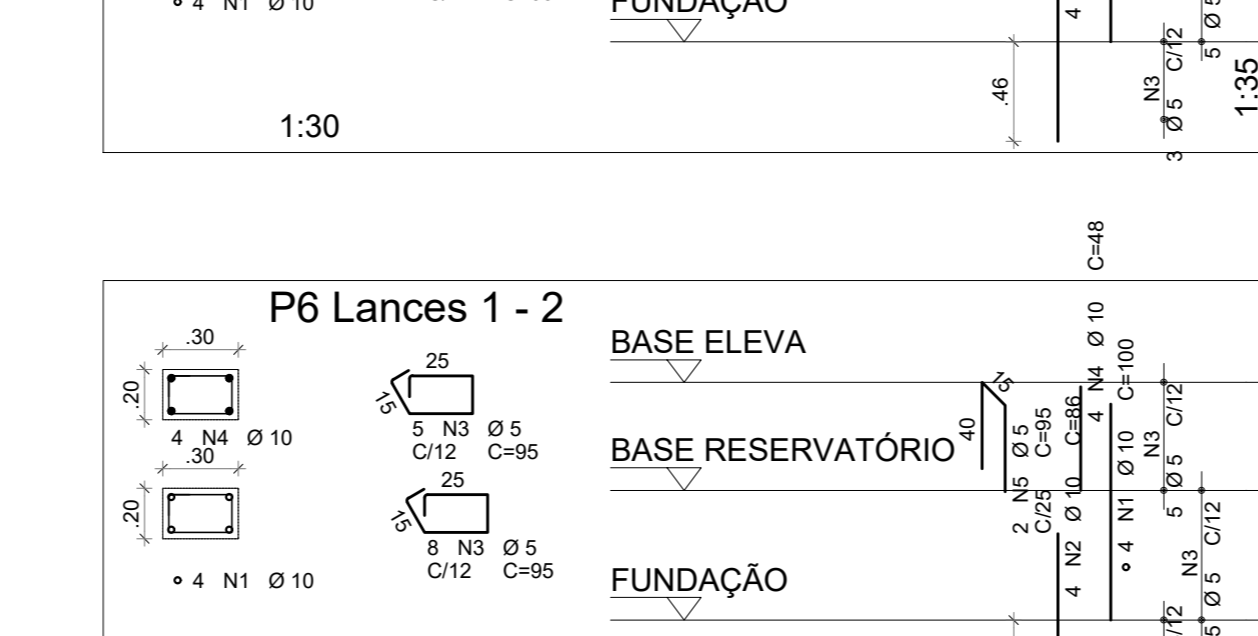 4 N1 Ø 10
FUNDAÇÃO
4
.46
N3
3 Ø 5 C/12
5 Ø 5
1:35
1:30
P6 Lances 1 - 2
.30
.20
4 N4 Ø 10
25
15
5 N3 Ø 5
C/12 C=95
.30
.20
4 N1 Ø 10
25
15
8 N3 Ø 5
C/12 C=95
BASE ELEVA
BASE RESERVATÓRIO
FUNDAÇÃO
40
15
2 N5 Ø 5
C/25 C=95
4 N2 Ø 10 C=86
4 N4 Ø 10 C=48
4 N1 Ø 10 C=100
N3
5 Ø 5 C/12
N3
5 Ø 5 C/12
/12